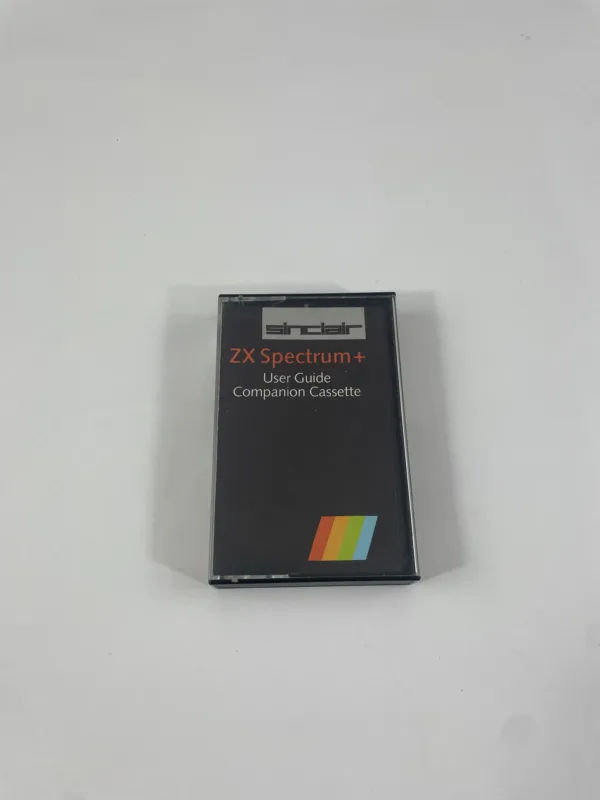 sinclair
ZX Spectrum+
User Guide
Companion Cassette